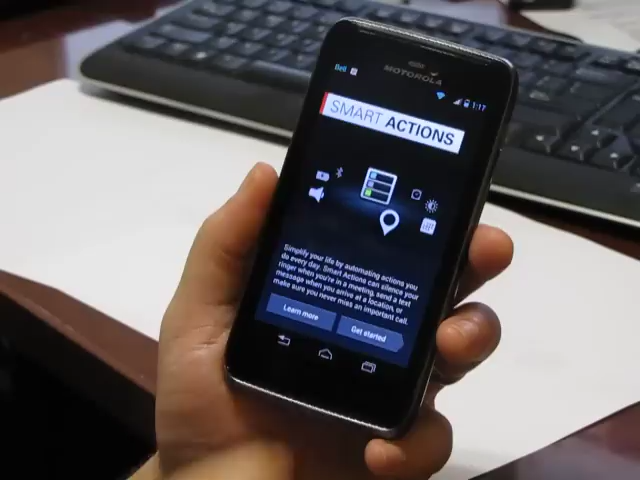 MOTOROLA
Bell
1:17
SMART ACTIONS
Simplify your life by automating actions you
do every day. Smart Actions can silence your
ringer when you're in a meeting, send a text
message when you arrive at a location, or
make sure you never miss an important call.
Learn more
Get started